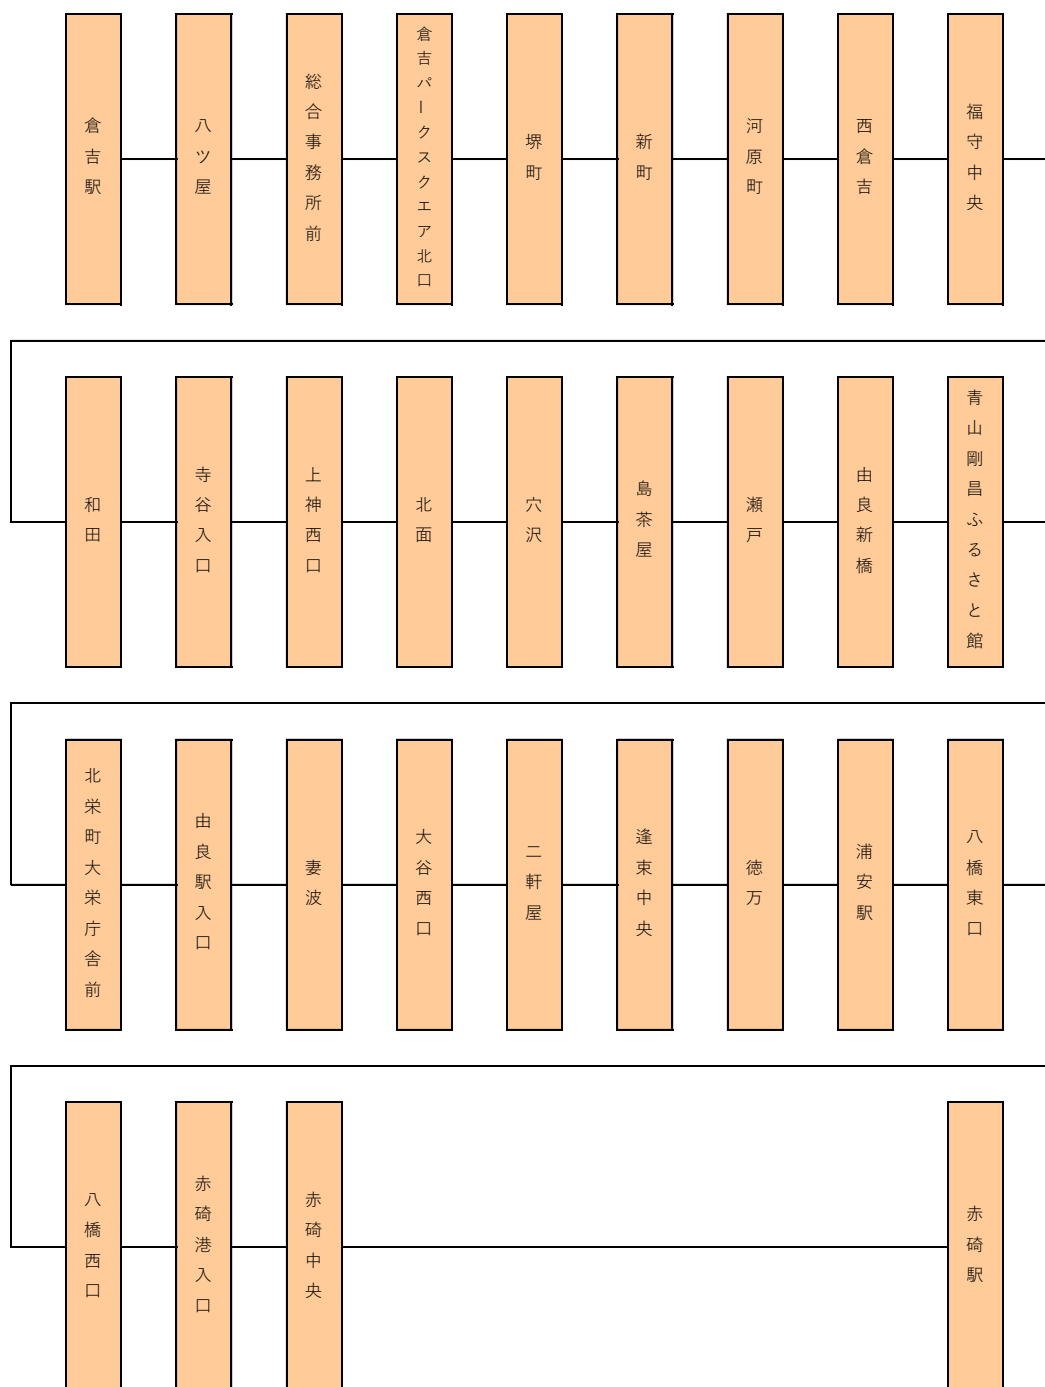 倉吉駅
八ツ屋
総合事務所前
倉吉パークスクエア北口
堺町
新町
河原町
西倉吉
福守中央
和田
寺谷入口
上神西口
北面
穴沢
島茶屋
瀬戸
由良新橋
青山剛昌ふるさと館
北栄町大栄庁舎前
由良駅入口
妻波
大谷西口
二軒屋
逢束中央
徳万
浦安駅
八橋東口
八橋西口
赤碕港入口
赤碕中央
赤碕駅